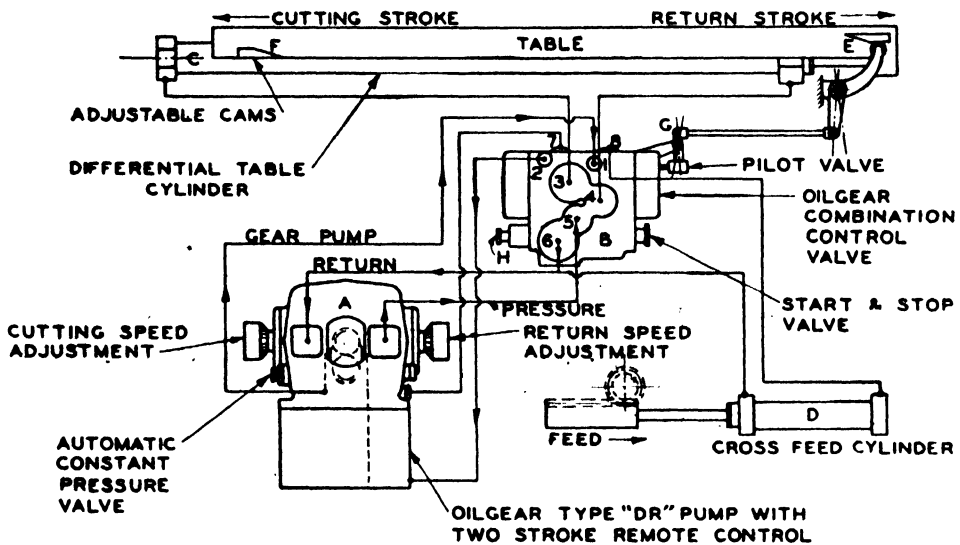 CUTTING STROKE
RETURN STROKE
TABLE
C
F
E
ADJUSTABLE CAMS
DIFFERENTIAL TABLE
CYLINDER
G
PILOT VALVE
7
8
2
1
3
4
5
6
B
H
OILGEAR
COMBINATION
CONTROL
VALVE
GEAR PUMP
RETURN
A
PRESSURE
START & STOP
VALVE
CUTTING SPEED
ADJUSTMENT
RETURN SPEED
ADJUSTMENT
AUTOMATIC
CONSTANT
PRESSURE
VALVE
FEED
D
CROSS FEED CYLINDER
OILGEAR TYPE "DR" PUMP WITH
TWO STROKE REMOTE CONTROL